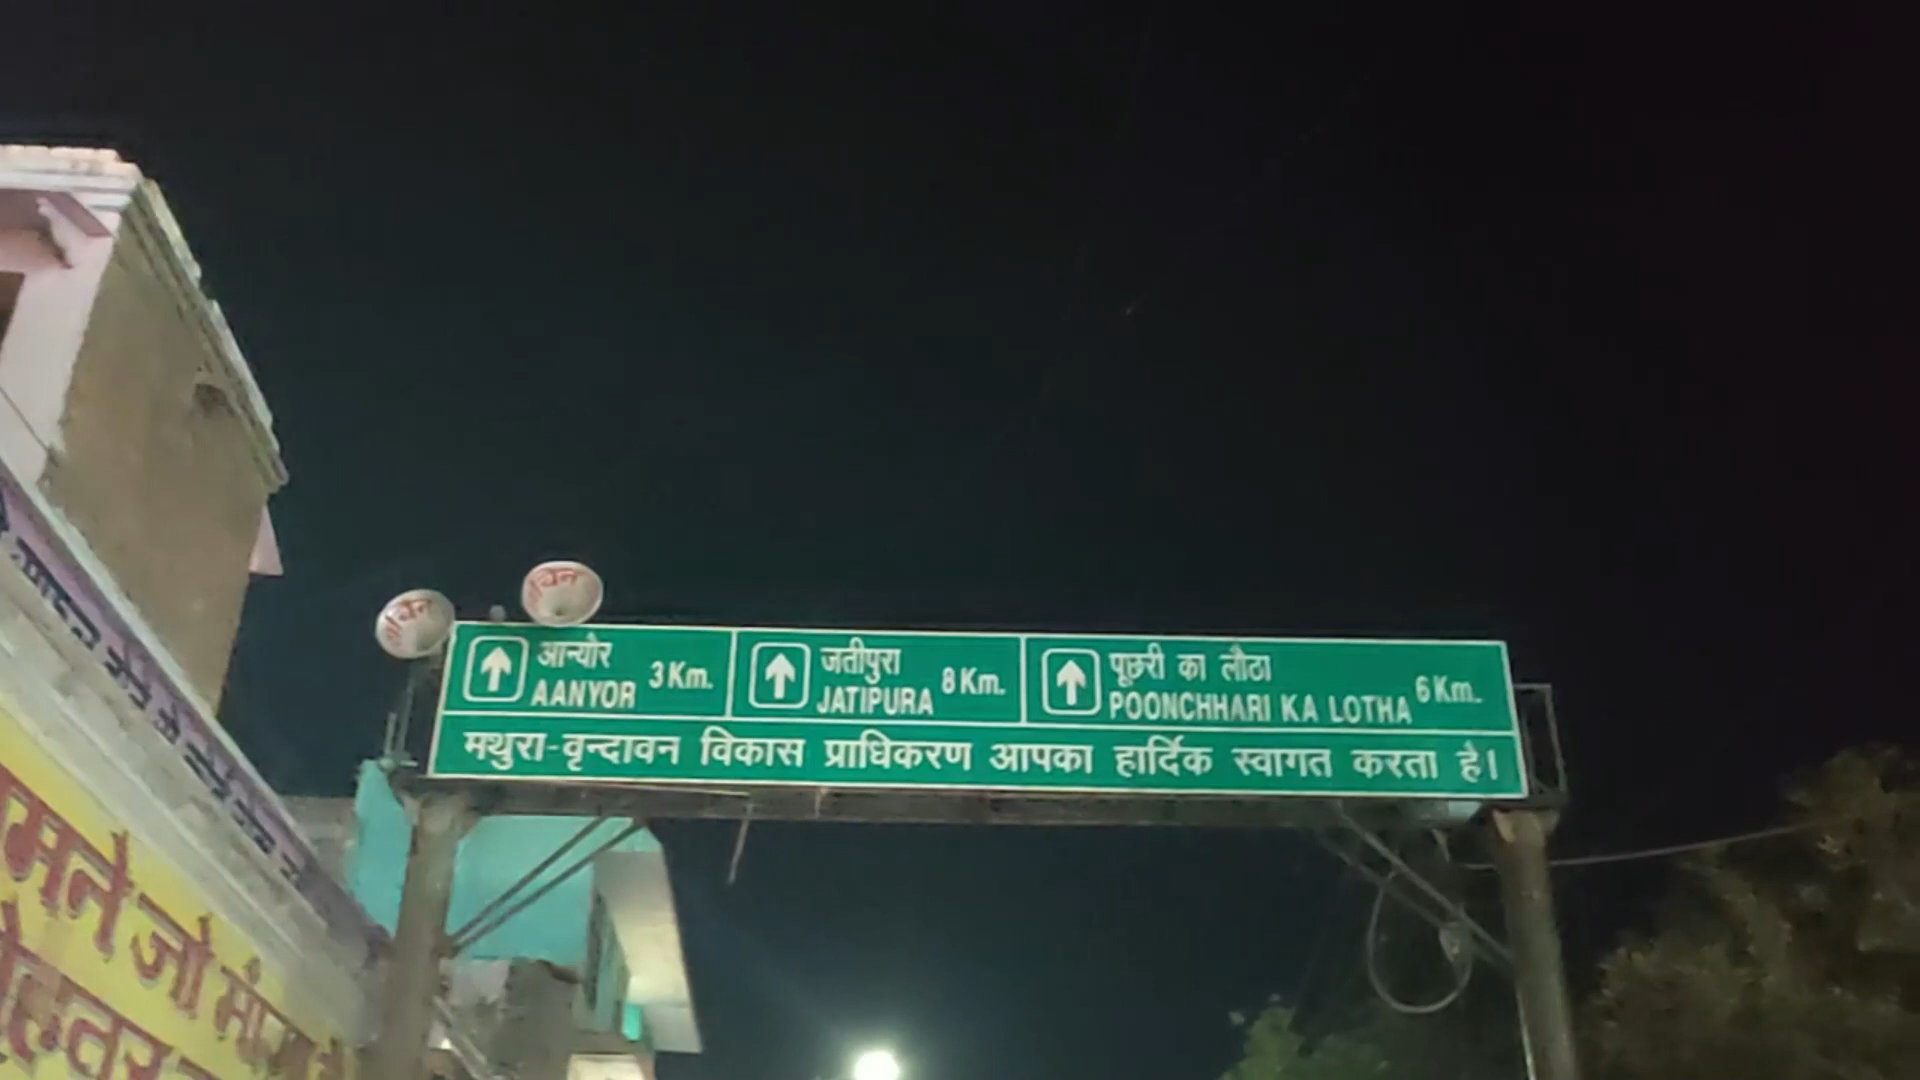 आन्यौर
AANYOR
3 Km.
जतीपुरा
JATIPURA
8 Km.
पूछरी का लौठा
POONCHHARI KA LOTHA
6 Km.
मथुरा-वृन्दावन विकास प्राधिकरण आपका हार्दिक स्वागत करता है।
जो